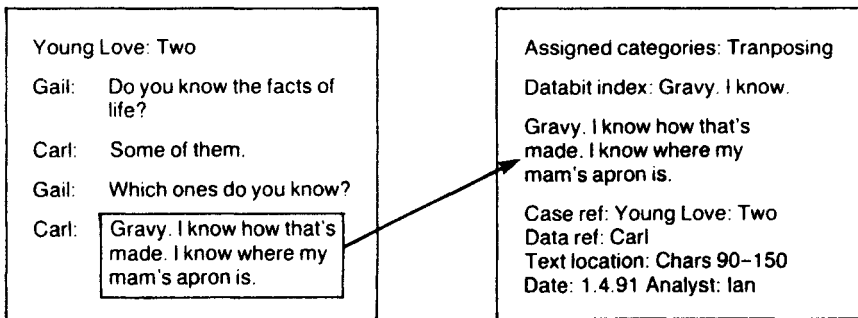 Young Love: Two
Gail: Do you know the facts of
life?
Carl: Some of them.
Gail: Which ones do you know?
Carl: Gravy. I know how that's
made. I know where my
mam's apron is.
Assigned categories: Tranposing
Databit index: Gravy. I know.
Gravy. I know how that's
made. I know where my
mam's apron is.
Case ref: Young Love: Two
Data ref: Carl
Text location: Chars 90–150
Date: 1.4.91 Analyst: Ian